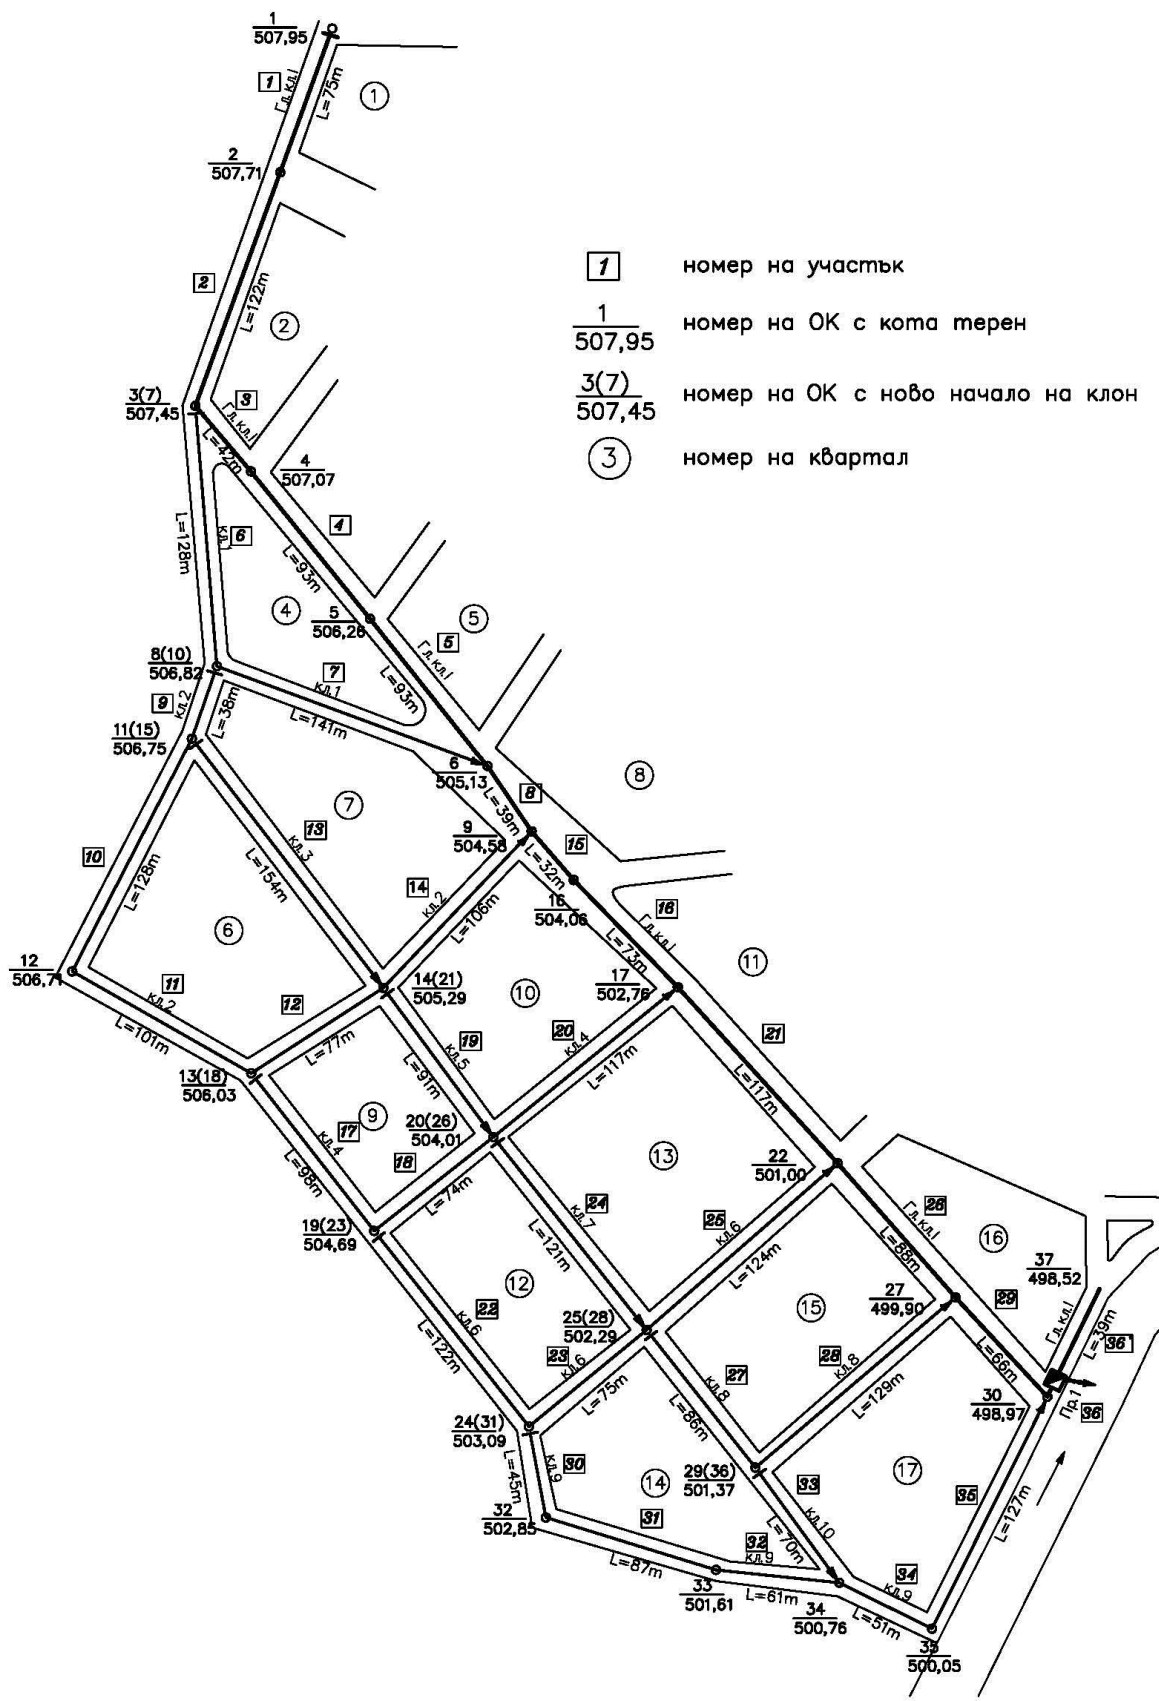 1
507,95
1
Гл.кл.I
L=75m
1
2
507,71
2
L=122m
2
1 номер на участък
1
507,95 номер на ОК с кота терен
3(7)
507,45 номер на ОК с ново начало на клон
3 номер на квартал
3(7)
507,45
3
Гл.кл.I
L=42m
4
507,07
4
L=93m
L=128m
кл.1
6
4
5
506,26
5
5
Гл.кл.I
L=93m
8(10)
506,82
7
кл.1
L=141m
9
кл.2
L=38m
11(15)
506,75
6
505,13
8
L=39m
8
7
13
кл.3
L=154m
9
504,58
15
L=32m
10
L=128m
14
кл.2
L=106m
16
504,06
16
Гл.кл.I
L=73m
6
12
506,71
11
кл.2
L=101m
12
L=77m
14(21)
505,29
10
17
502,76
11
19
кл.5
L=91m
20
кл.4
L=117m
21
L=117m
13(18)
506,03
9
17
кл.4
L=98m
20(26)
504,01
18
L=74m
13
22
501,00
19(23)
504,69
24
кл.7
L=121m
25
кл.6
L=124m
26
Гл.кл.I
L=88m
16
37
498,52
12
22
кл.6
L=122m
25(28)
502,29
15
27
499,90
29
L=66m
Гл.кл.I
L=39m
36'
23
кл.6
L=75m
27
кл.8
L=86m
28
кл.8
L=129m
30
498,97
Пр.1
36
24(31)
503,09
30
кл.9
L=45m
14
29(36)
501,37
17
33
кл.10
L=70m
35
L=127m
32
502,85
31
L=87m
32
кл.9
L=61m
33
501,61
34
кл.9
L=51m
34
500,76
35
500,05